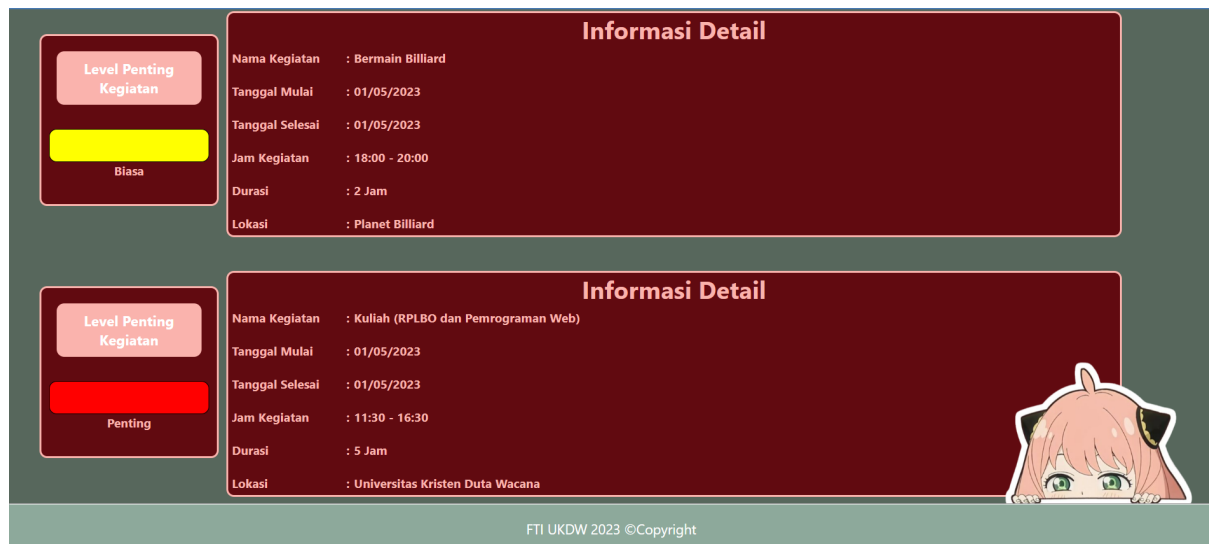 Informasi Detail
Level Penting
Kegiatan
Biasa
Nama Kegiatan : Bermain Billiard
Tanggal Mulai : 01/05/2023
Tanggal Selesai : 01/05/2023
Jam Kegiatan : 18:00 - 20:00
Durasi : 2 Jam
Lokasi : Planet Billiard
Informasi Detail
Level Penting
Kegiatan
Penting
Nama Kegiatan : Kuliah (RPLBO dan Pemrograman Web)
Tanggal Mulai : 01/05/2023
Tanggal Selesai : 01/05/2023
Jam Kegiatan : 11:30 - 16:30
Durasi : 5 Jam
Lokasi : Universitas Kristen Duta Wacana
FTI UKDW 2023 ©Copyright